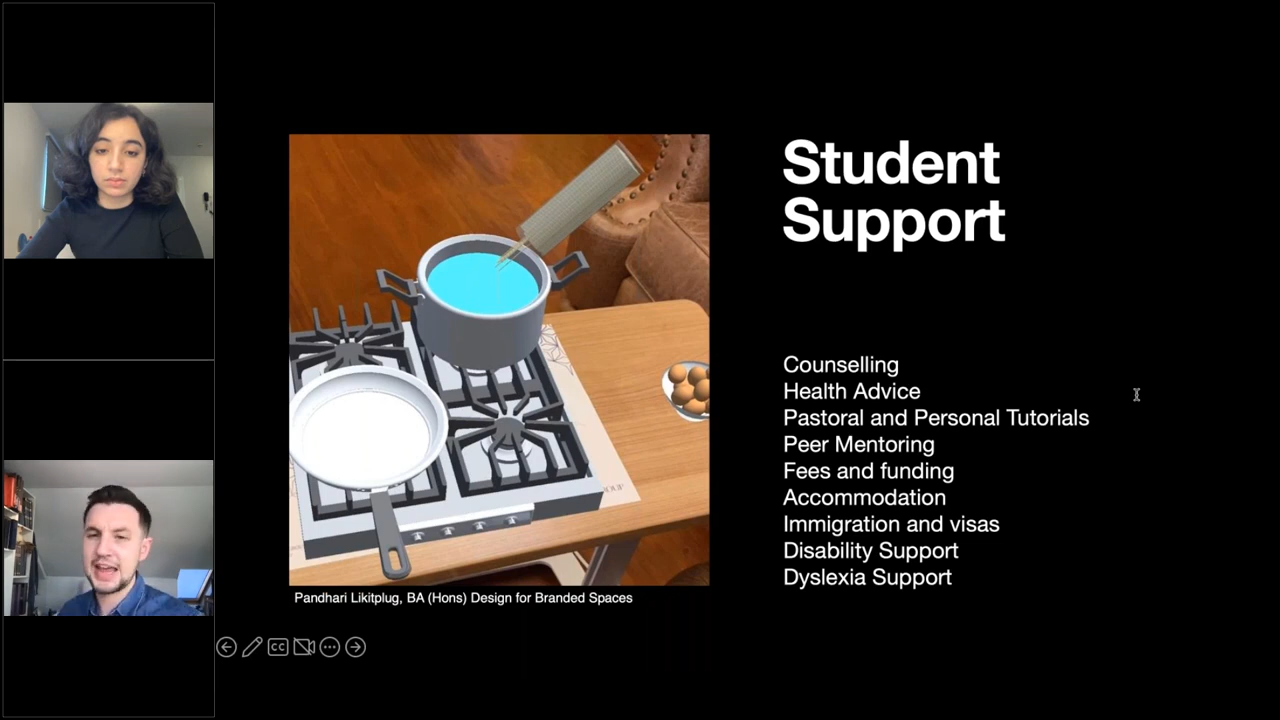 Student
Support
Counselling
Health Advice
Pastoral and Personal Tutorials
Peer Mentoring
Fees and funding
Accommodation
Immigration and visas
Disability Support
Dyslexia Support
Pandhari Likitplug, BA (Hons) Design for Branded Spaces
CC